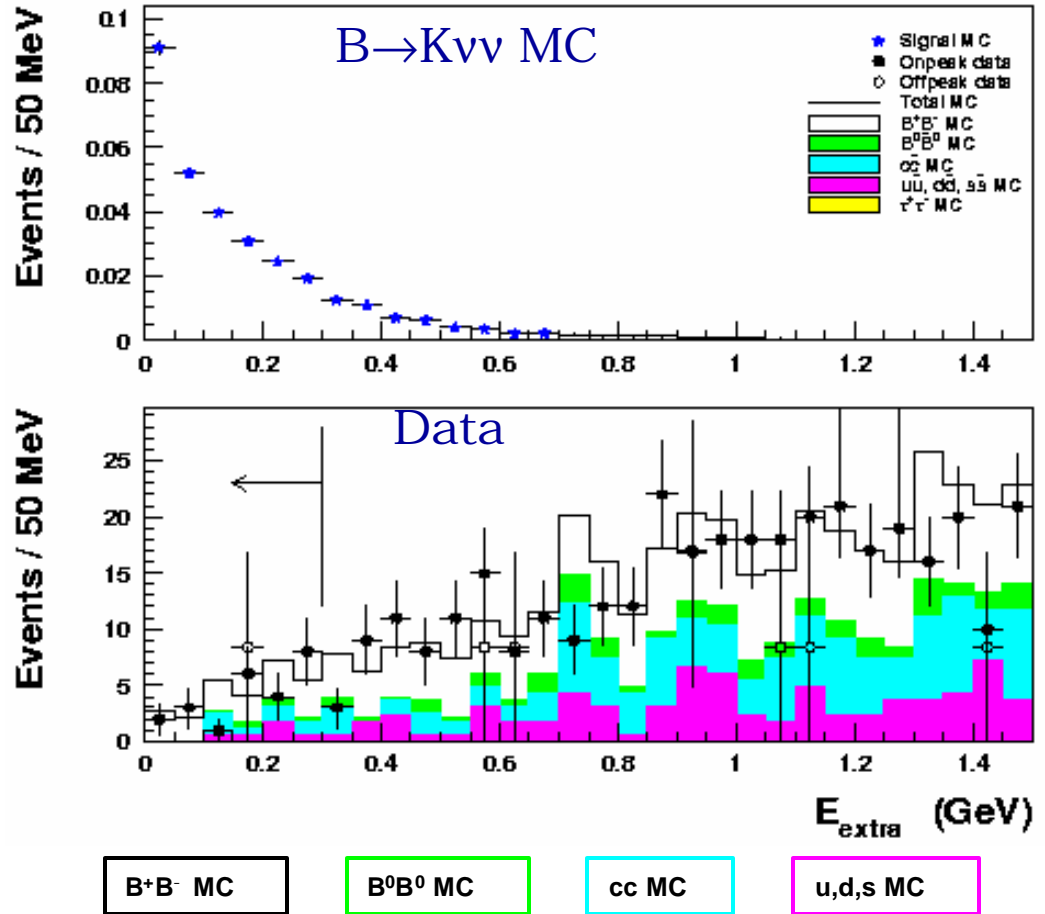 B→Kνν MC
Events / 50 MeV
0.1
0.08
0.06
0.04
0.02
0
0 0.2 0.4 0.6 0.8 1 1.2 1.4
Signal MC
Onpeak data
Offpeak data
Total MC
B⁺B⁻ MC
B⁰B̄⁰ MC
cc̄ MC
uū, dd̄, ss̄ MC
τ⁺τ⁻ MC
Data
Events / 50 MeV
25
20
15
10
5
0
0 0.2 0.4 0.6 0.8 1 1.2 1.4
E_extra (GeV)
B⁺B⁻ MC
B⁰B⁰ MC
cc MC
u,d,s MC